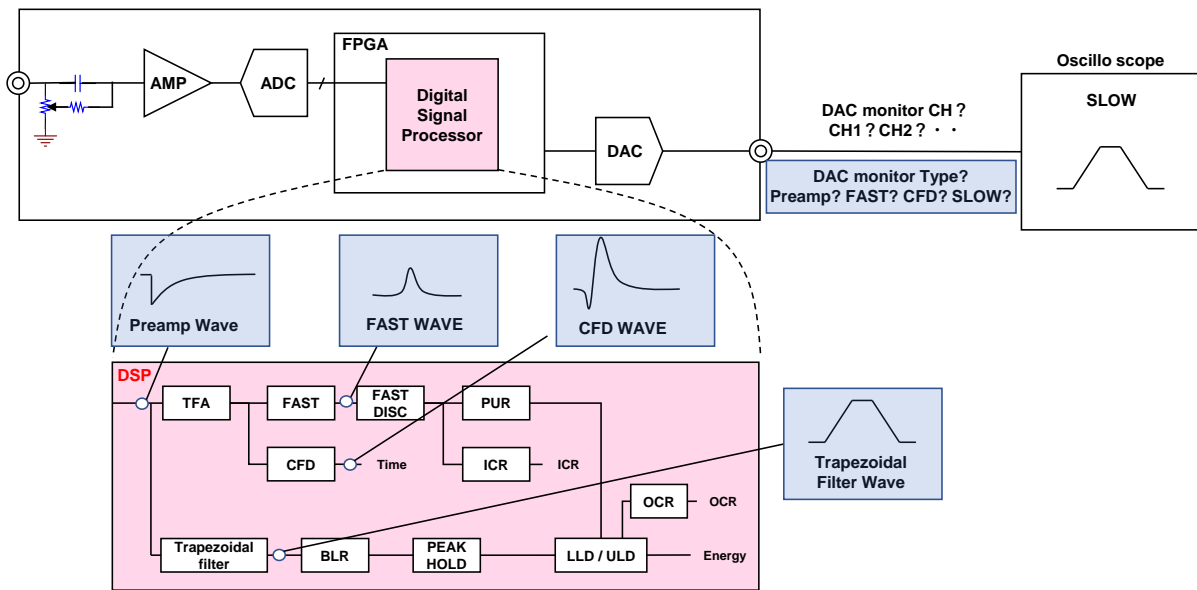 FPGA
AMP
ADC
Digital
Signal
Processor
DAC
DAC monitor CH？
CH1？CH2？・・
DAC monitor Type?
Preamp? FAST? CFD? SLOW?
Oscillo scope
SLOW
Preamp Wave
FAST WAVE
CFD WAVE
DSP
TFA
FAST
FAST
DISC
PUR
CFD
Time
ICR
ICR
Trapezoidal
Filter Wave
OCR
OCR
Trapezoidal
filter
BLR
PEAK
HOLD
LLD / ULD
Energy